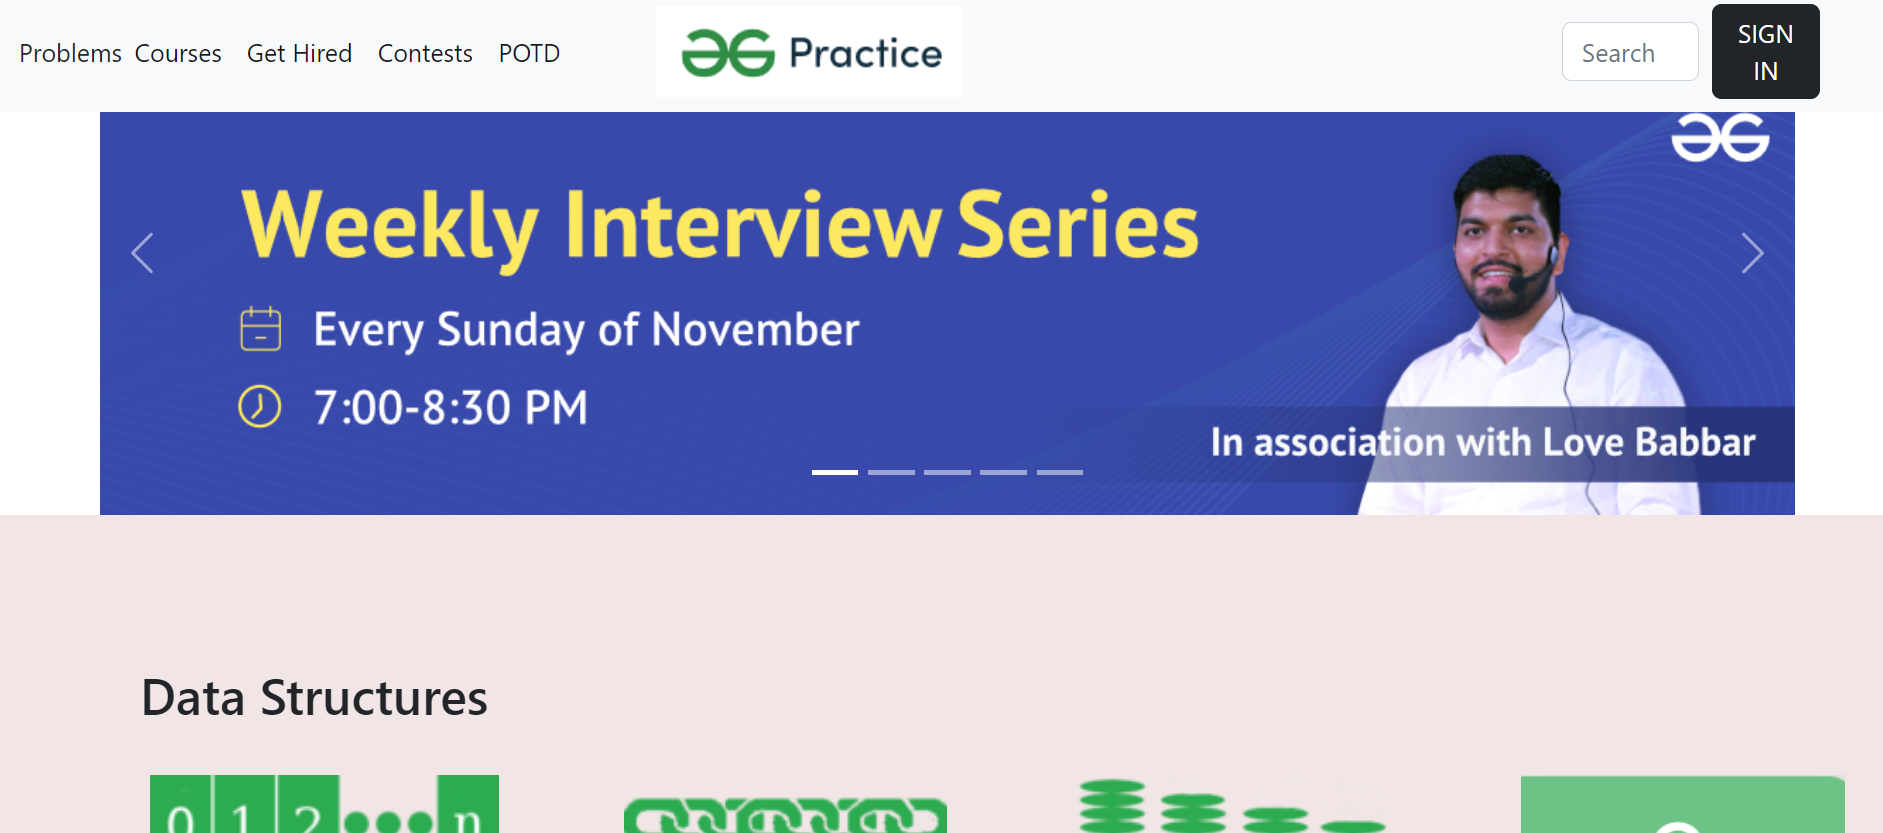 Problems Courses Get Hired Contests POTD
Practice
Search
SIGN
IN
Weekly Interview Series
Every Sunday of November
7:00-8:30 PM
In association with Love Babbar
Data Structures
0 1 2 n